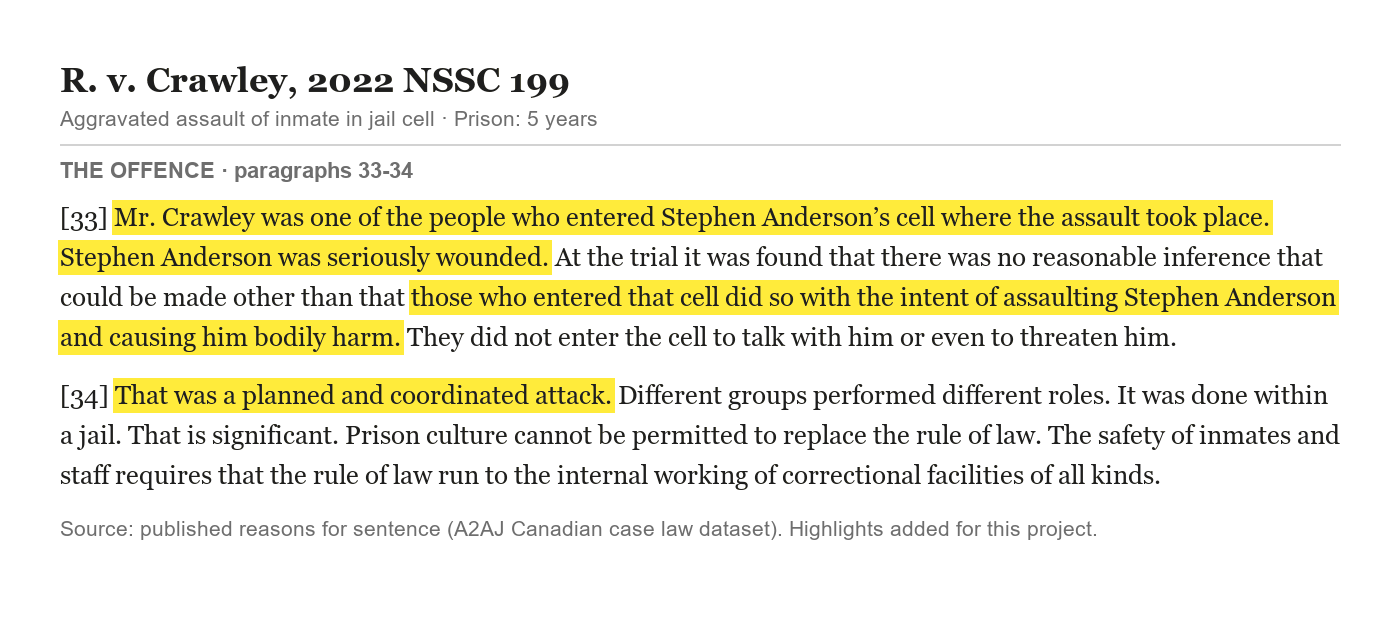 R. v. Crawley, 2022 NSSC 199
Aggravated assault of inmate in jail cell · Prison: 5 years
THE OFFENCE · paragraphs 33-34
[33] Mr. Crawley was one of the people who entered Stephen Anderson’s cell where the assault took place.
Stephen Anderson was seriously wounded. At the trial it was found that there was no reasonable inference that
could be made other than that those who entered that cell did so with the intent of assaulting Stephen Anderson
and causing him bodily harm. They did not enter the cell to talk with him or even to threaten him.
[34] That was a planned and coordinated attack. Different groups performed different roles. It was done within
a jail. That is significant. Prison culture cannot be permitted to replace the rule of law. The safety of inmates and
staff requires that the rule of law run to the internal working of correctional facilities of all kinds.
Source: published reasons for sentence (A2AJ Canadian case law dataset). Highlights added for this project.